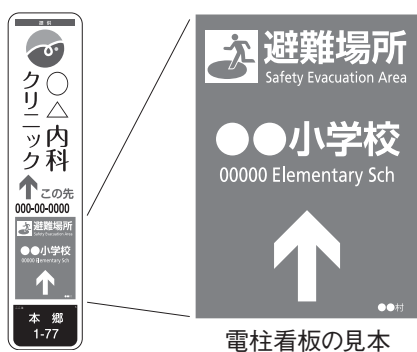 ○△内科
クリニック
この先
000-00-0000
避難場所
Safety Evacuation Area
●●小学校
00000 Elementary Sch
本郷
1-77
避難場所
Safety Evacuation Area
●●小学校
00000 Elementary Sch
●●村
電柱看板の見本